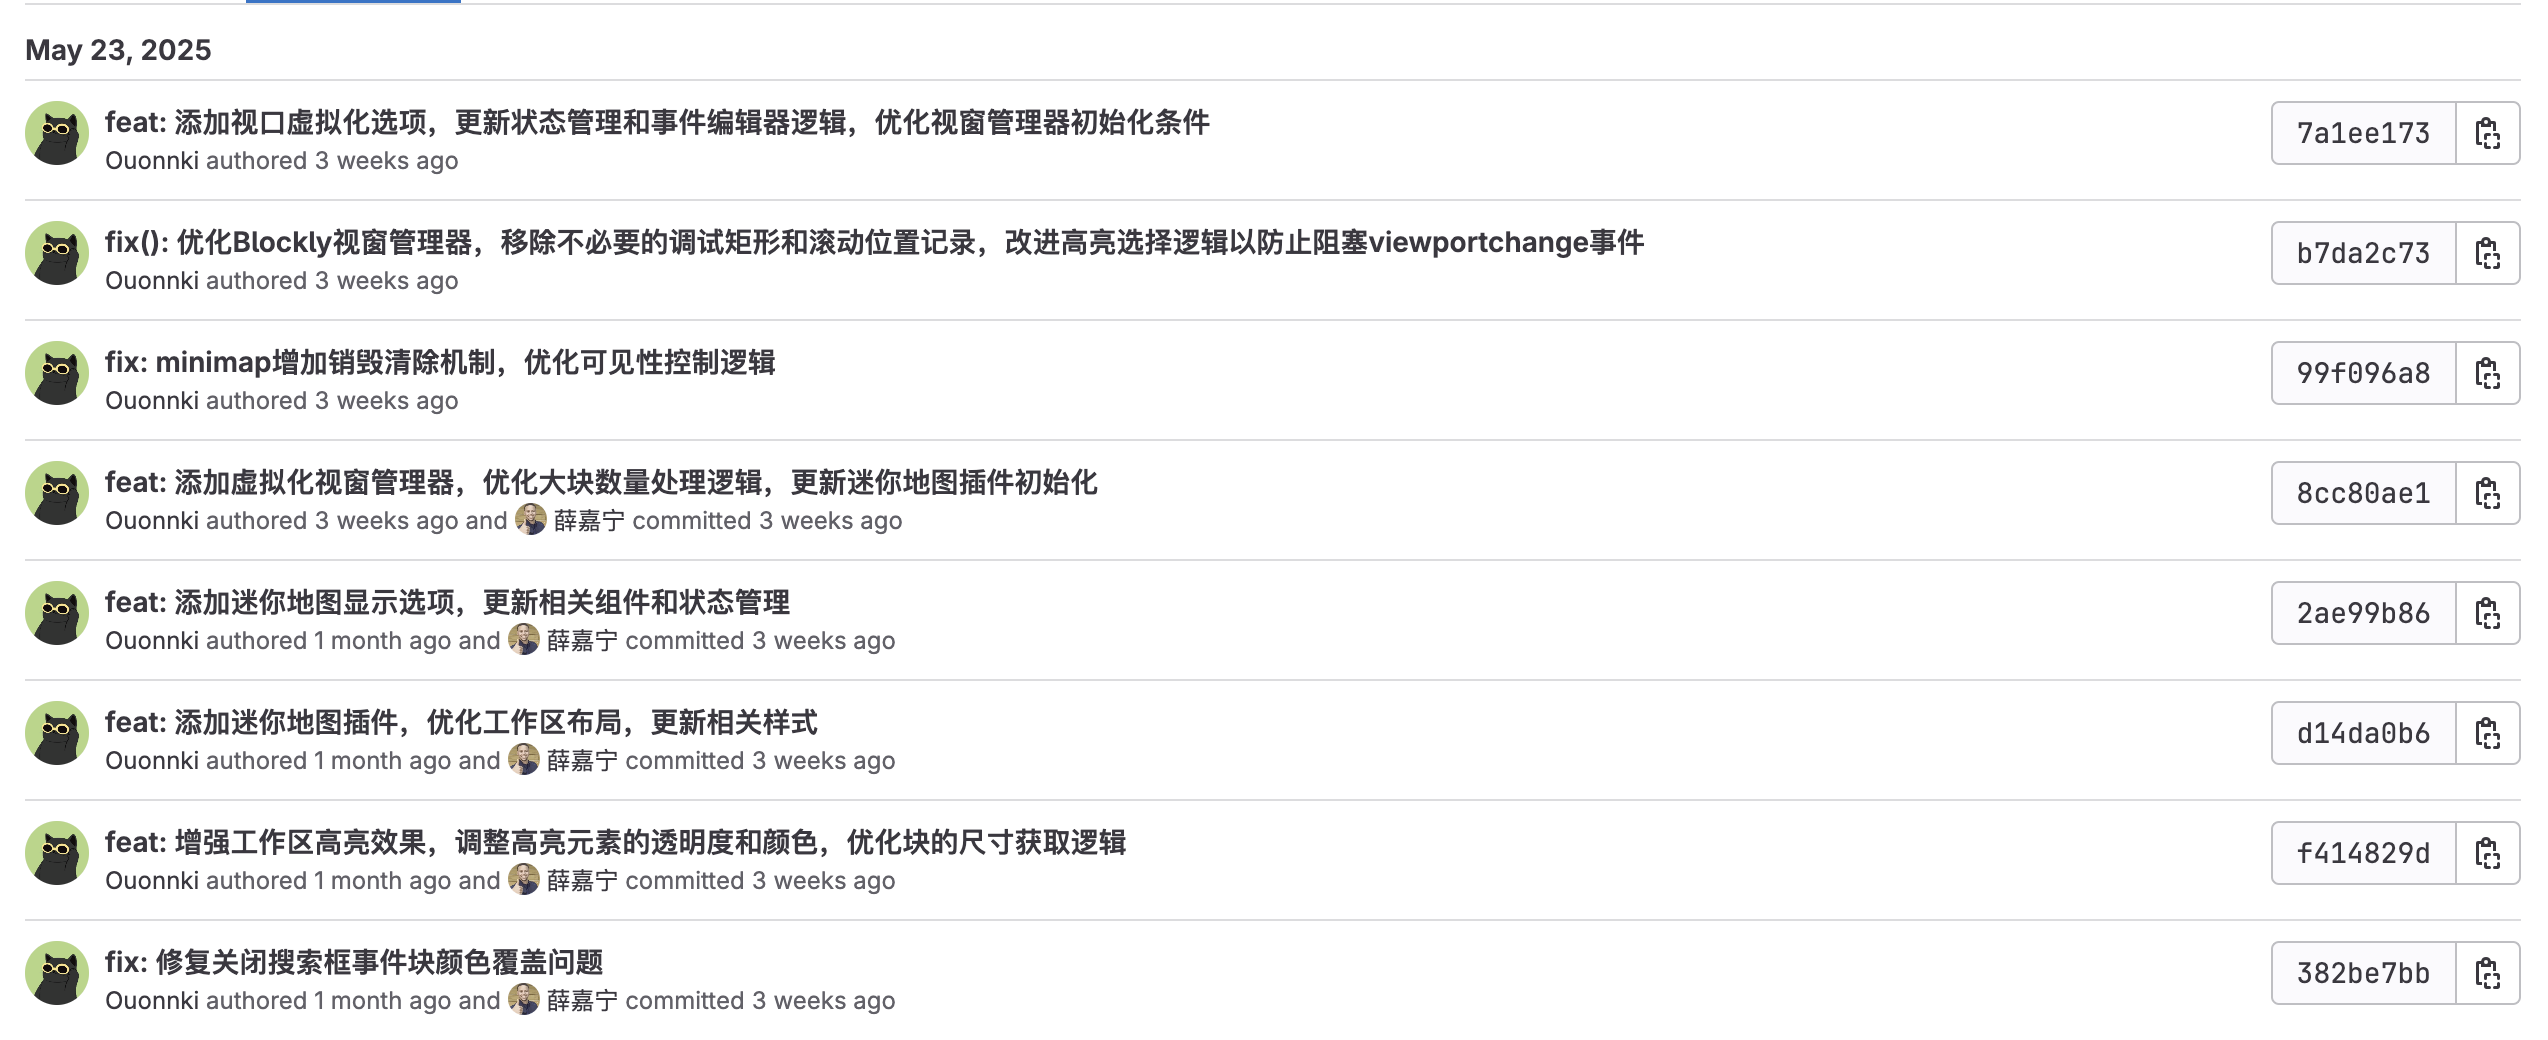 May 23, 2025
feat: 添加视口虚拟化选项，更新状态管理和事件编辑器逻辑，优化视窗管理器初始化条件
Ouonnki authored 3 weeks ago
7a1ee173
fix(): 优化Blockly视窗管理器，移除不必要的调试矩形和滚动位置记录，改进高亮选择逻辑以防止阻塞viewportchange事件
Ouonnki authored 3 weeks ago
b7da2c73
fix: minimap增加销毁清除机制，优化可见性控制逻辑
Ouonnki authored 3 weeks ago
99f096a8
feat: 添加虚拟化视窗管理器，优化大块数量处理逻辑，更新迷你地图插件初始化
Ouonnki authored 3 weeks ago and 薛嘉宁 committed 3 weeks ago
8cc80ae1
feat: 添加迷你地图显示选项，更新相关组件和状态管理
Ouonnki authored 1 month ago and 薛嘉宁 committed 3 weeks ago
2ae99b86
feat: 添加迷你地图插件，优化工作区布局，更新相关样式
Ouonnki authored 1 month ago and 薛嘉宁 committed 3 weeks ago
d14da0b6
feat: 增强工作区高亮效果，调整高亮元素的透明度和颜色，优化块的尺寸获取逻辑
Ouonnki authored 1 month ago and 薛嘉宁 committed 3 weeks ago
f414829d
fix: 修复关闭搜索框事件块颜色覆盖问题
Ouonnki authored 1 month ago and 薛嘉宁 committed 3 weeks ago
382be7bb